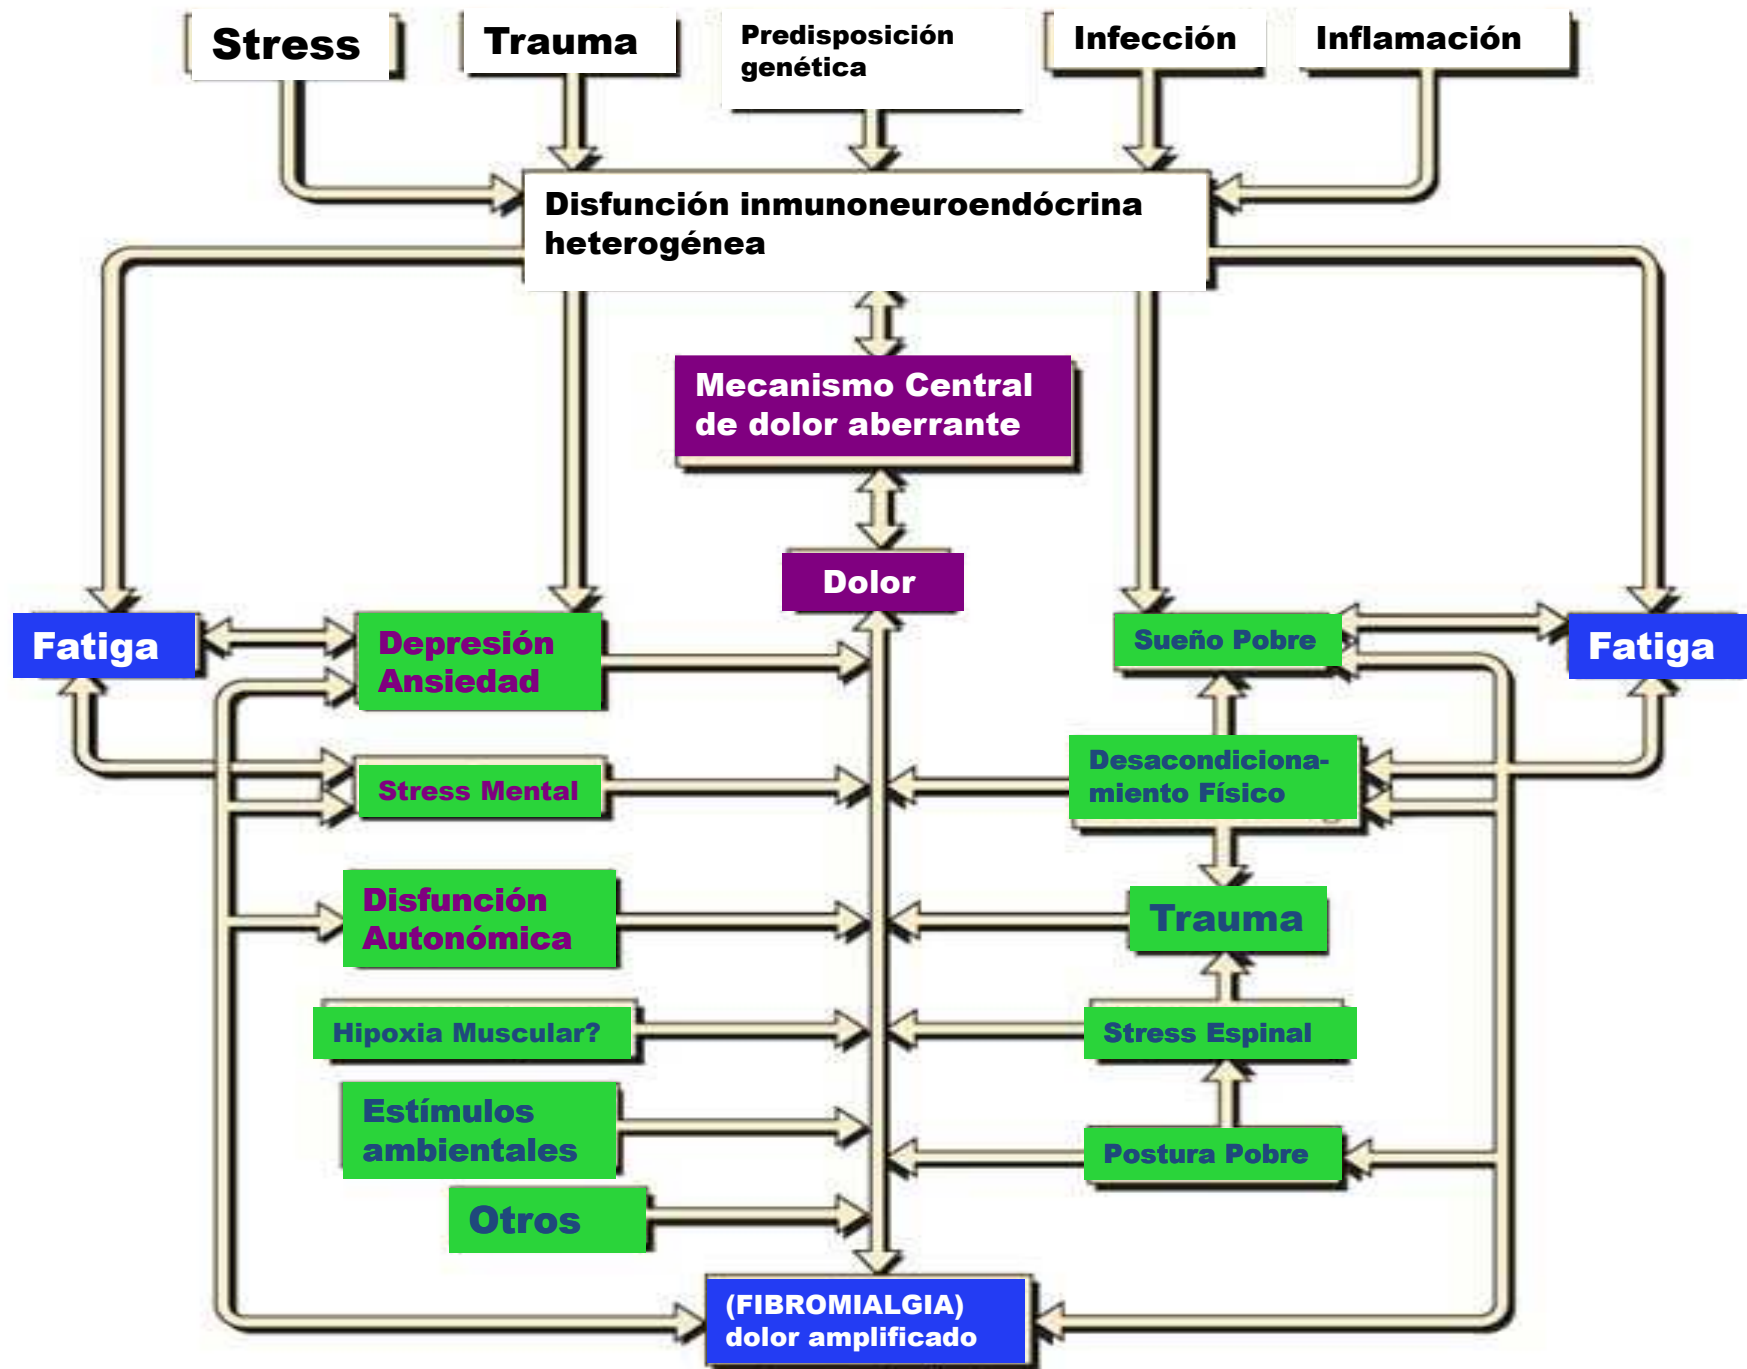 Stress
Trauma
Predisposición
genética
Infección
Inflamación
Disfunción inmunoneuroendócrina
heterogénea
Mecanismo Central
de dolor aberrante
Dolor
Fatiga
Depresión
Ansiedad
Sueño Pobre
Fatiga
Stress Mental
Desacondiciona-
miento Físico
Disfunción
Autonómica
Trauma
Hipoxia Muscular?
Stress Espinal
Estímulos
ambientales
Postura Pobre
Otros
(FIBROMIALGIA)
dolor amplificado